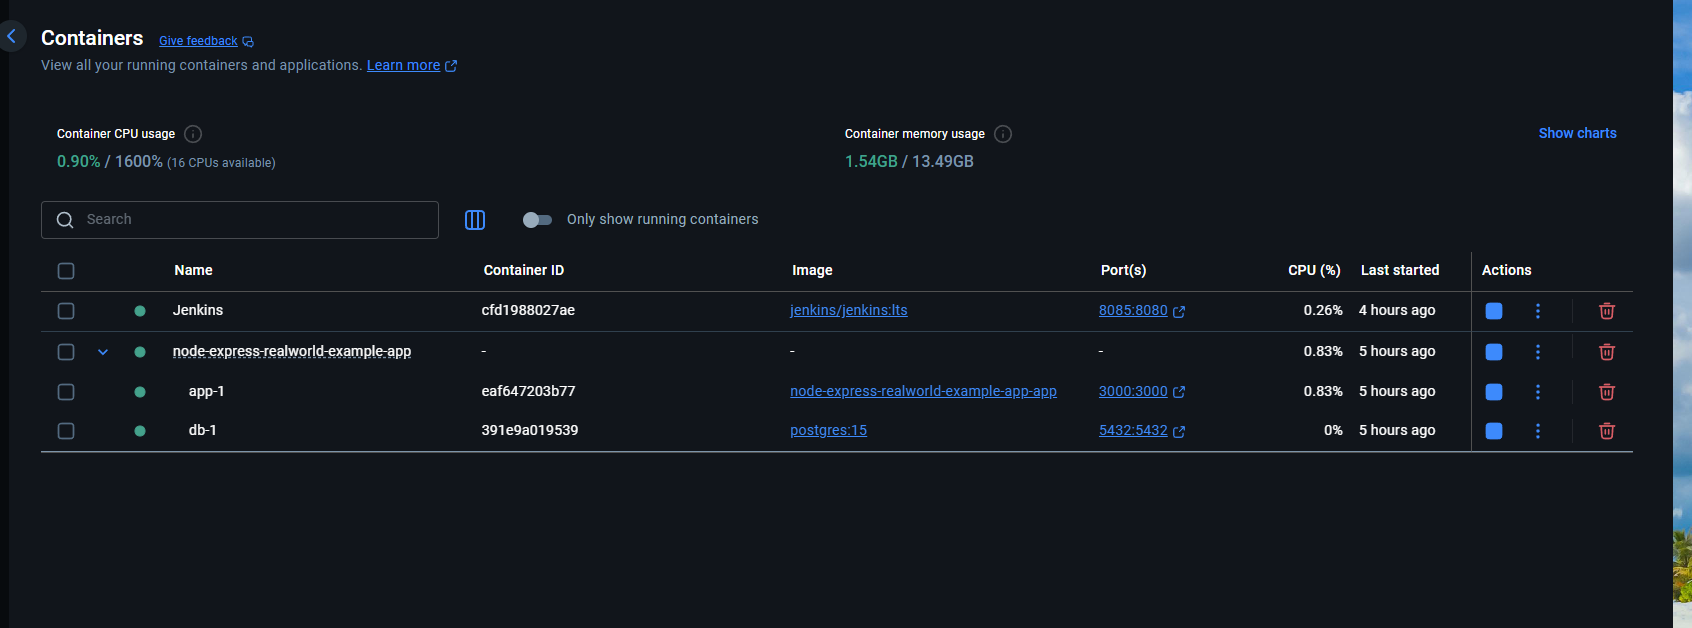 Containers Give feedback
View all your running containers and applications. Learn more
Container CPU usage Container memory usage Show charts
0.90% / 1600% (16 CPUs available) 1.54GB / 13.49GB
Search Only show running containers
Name Container ID Image Port(s) CPU (%) Last started Actions
Jenkins cfd1988027ae jenkins/jenkins:lts 8085:8080 0.26% 4 hours ago
node-express-realworld-example-app - - - 0.83% 5 hours ago
app-1 eaf647203b77 node-express-realworld-example-app-app 3000:3000 0.83% 5 hours ago
db-1 391e9a019539 postgres:15 5432:5432 0% 5 hours ago